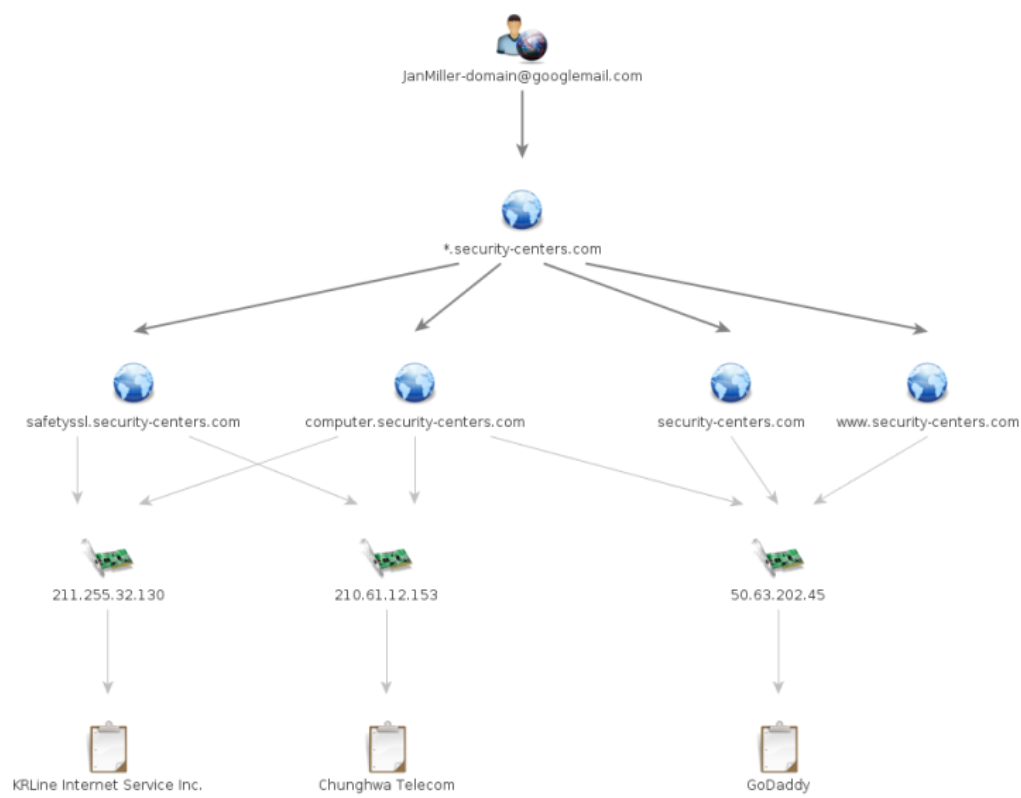 JanMiller-domain@googlemail.com
*.security-centers.com
safetyssl.security-centers.com
computer.security-centers.com
security-centers.com
www.security-centers.com
211.255.32.130
210.61.12.153
50.63.202.45
KRLine Internet Service Inc.
Chunghwa Telecom
GoDaddy